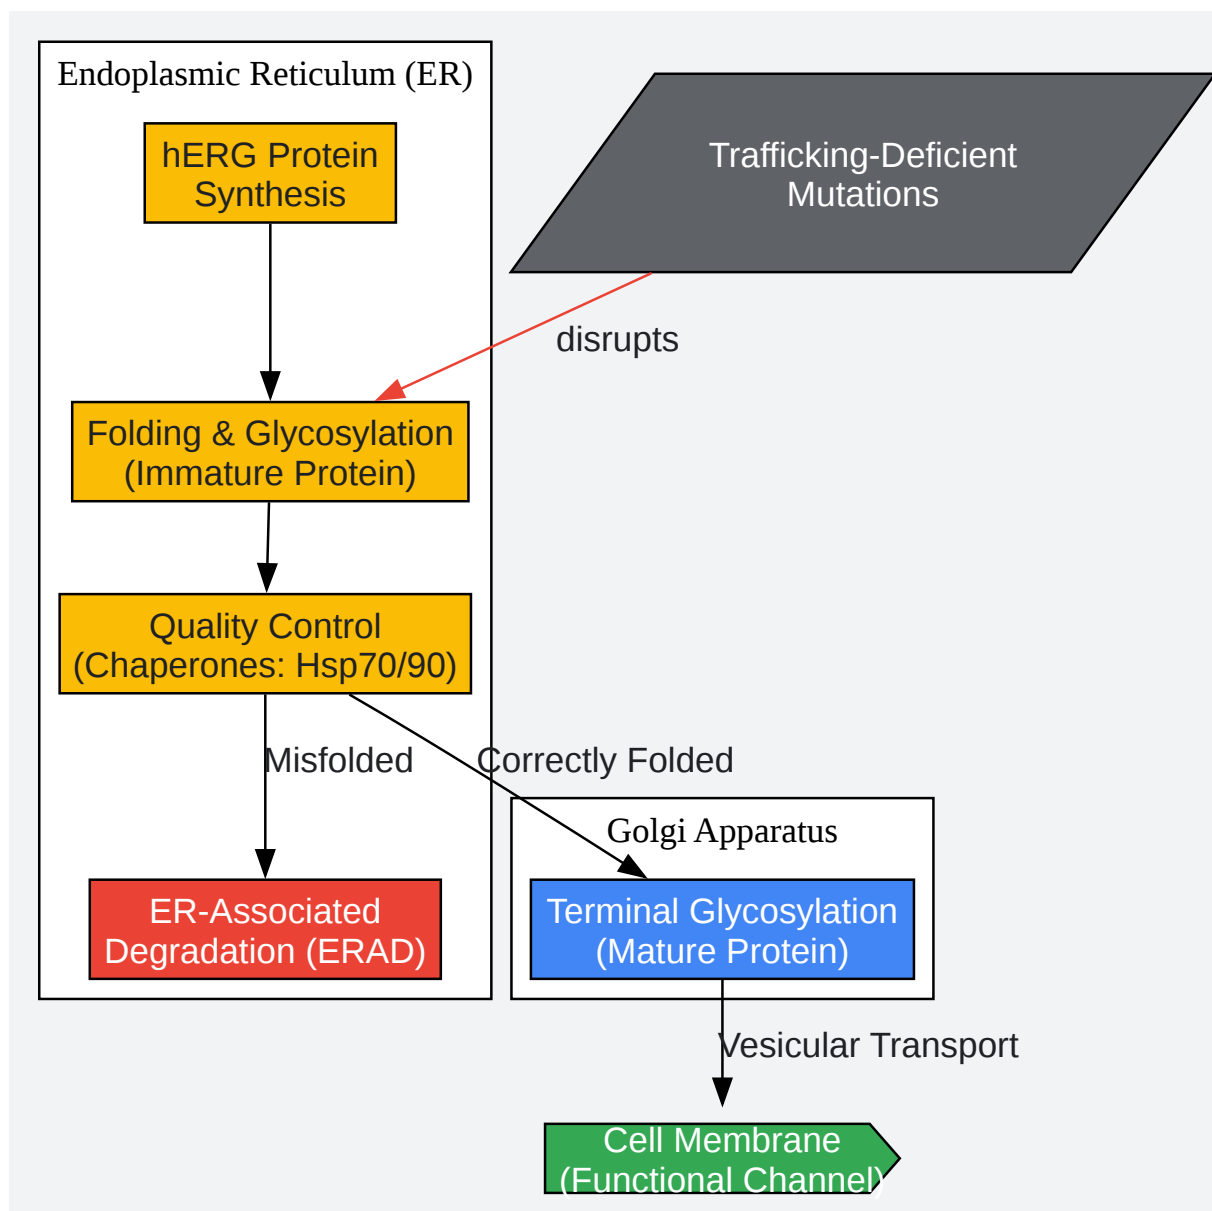 Endoplasmic Reticulum (ER)
hERG Protein
Synthesis
Trafficking-Deficient
Mutations
disrupts
Folding & Glycosylation
(Immature Protein)
Quality Control
(Chaperones: Hsp70/90)
Misfolded
Correctly Folded
Golgi Apparatus
ER-Associated
Degradation (ERAD)
Terminal Glycosylation
(Mature Protein)
Vesicular Transport
Cell Membrane
(Functional Channel)